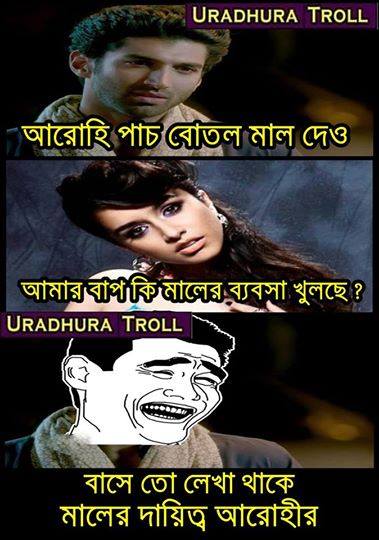 URADHURA TROLL
আরোহি পাচ বোতল মাল দেও
আমার বাপ কি মালের ব্যবসা খুলছে ?
URADHURA TROLL
বাসে তো লেখা থাকে
মালের দায়িত্ব আরোহীর